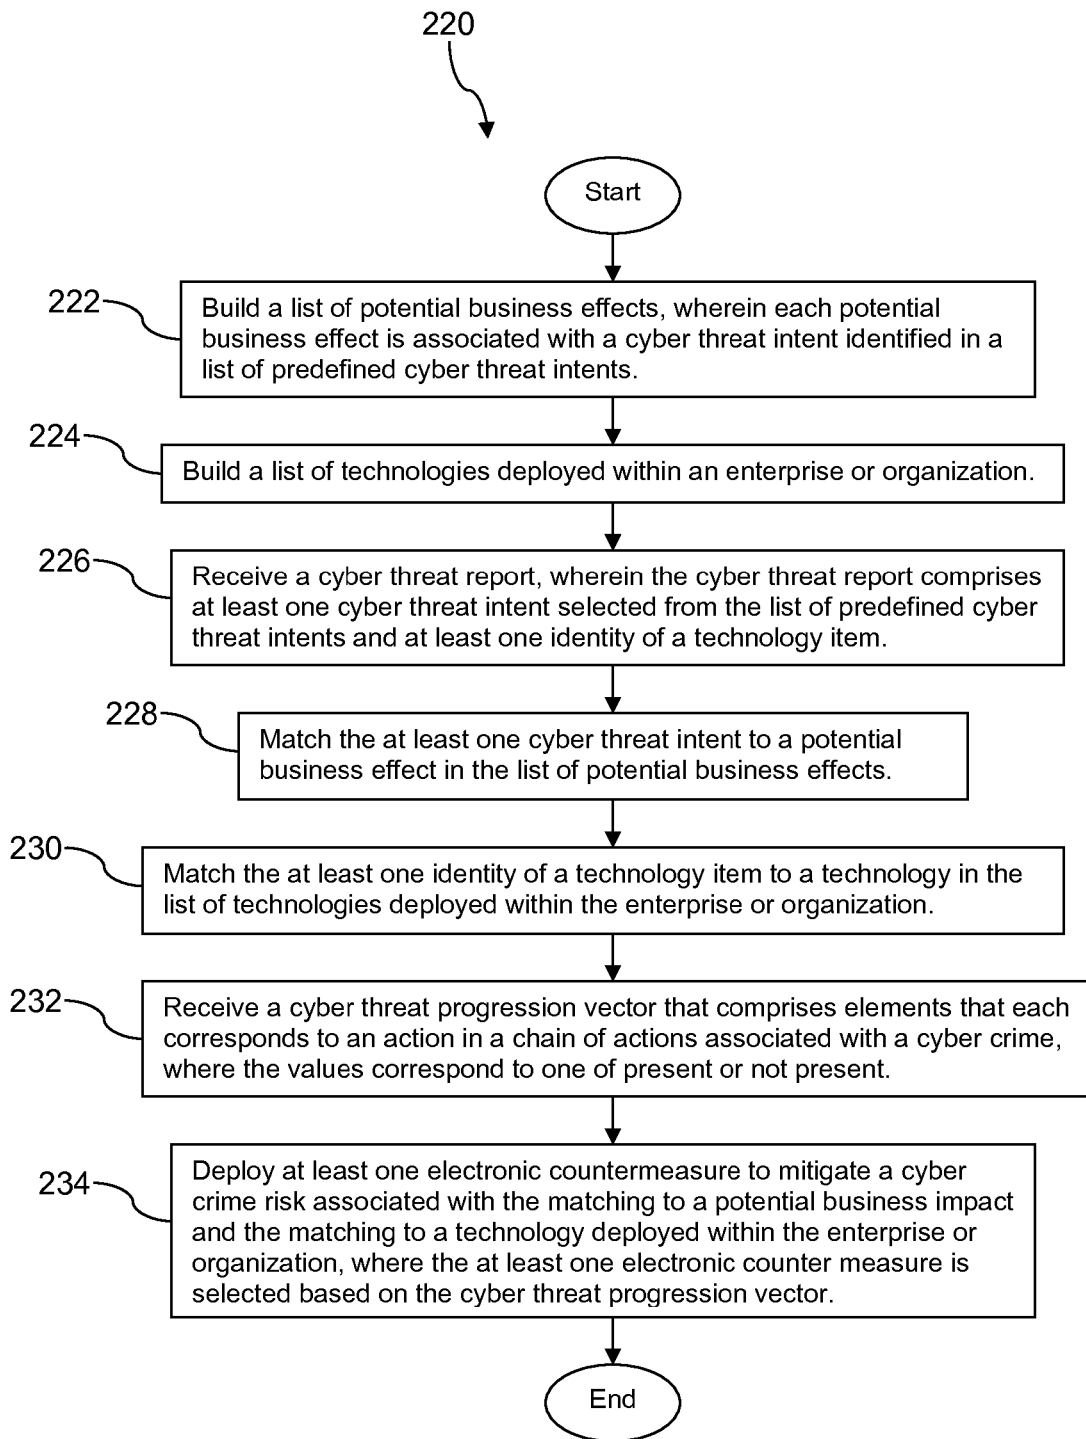 220
Start
222
Build a list of potential business effects, wherein each potential
business effect is associated with a cyber threat intent identified in a
list of predefined cyber threat intents.
224
Build a list of technologies deployed within an enterprise or organization.
226
Receive a cyber threat report, wherein the cyber threat report comprises
at least one cyber threat intent selected from the list of predefined cyber
threat intents and at least one identity of a technology item.
228
Match the at least one cyber threat intent to a potential
business effect in the list of potential business effects.
230
Match the at least one identity of a technology item to a technology in the
list of technologies deployed within the enterprise or organization.
232
Receive a cyber threat progression vector that comprises elements that each
corresponds to an action in a chain of actions associated with a cyber crime,
where the values correspond to one of present or not present.
234
Deploy at least one electronic countermeasure to mitigate a cyber
crime risk associated with the matching to a potential business impact
and the matching to a technology deployed within the enterprise or
organization, where the at least one electronic counter measure is
selected based on the cyber threat progression vector.
End